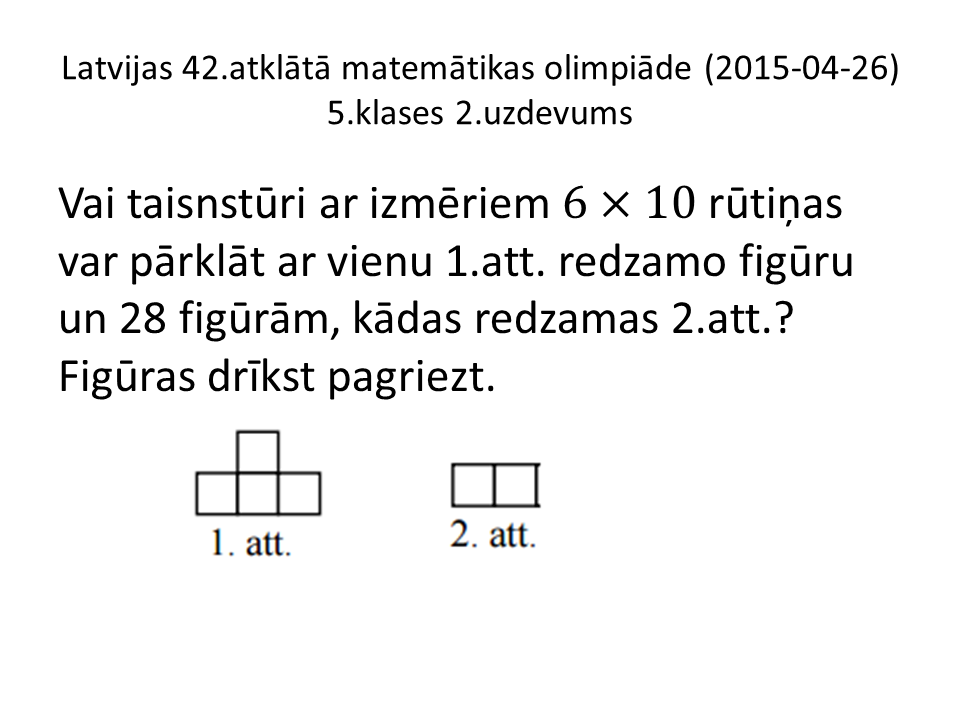 Latvijas 42.atklātā matemātikas olimpiāde (2015-04-26)
5.klases 2.uzdevums
Vai taisnstūri ar izmēriem 6 × 10 rūtiņas
var pārklāt ar vienu 1.att. redzamo figūru
un 28 figūrām, kādas redzamas 2.att.?
Figūras drīkst pagriezt.
1. att.
2. att.